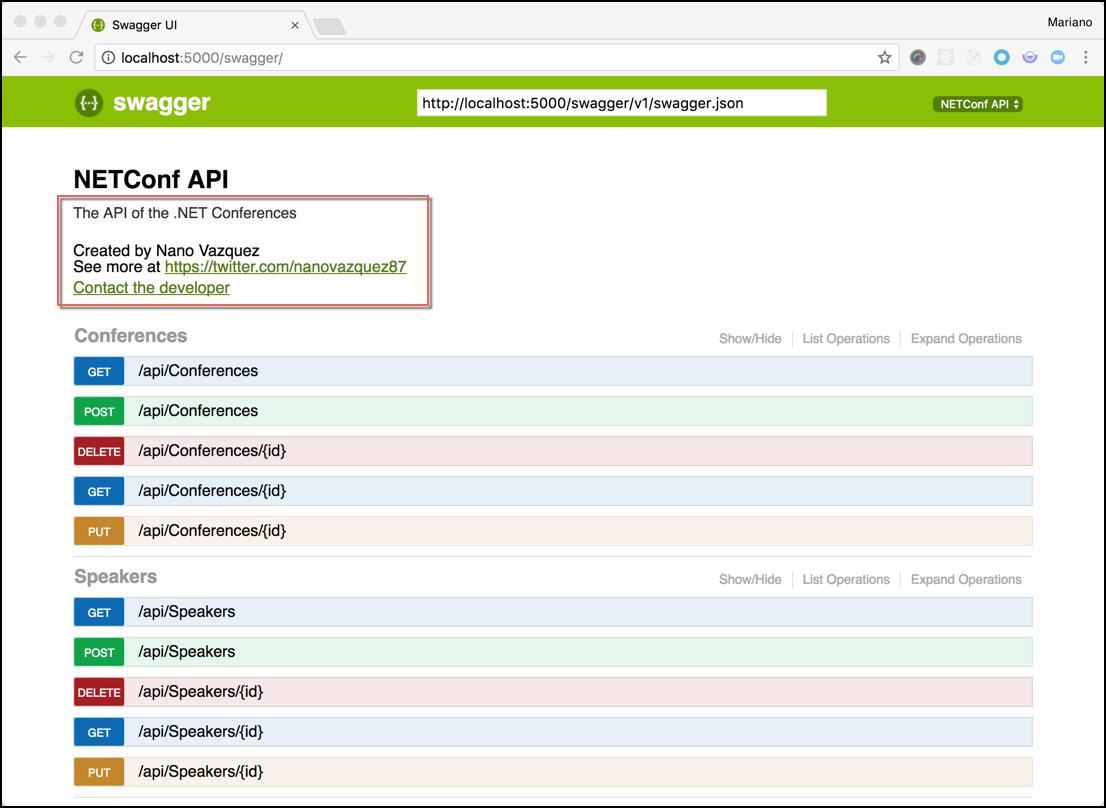 Swagger UI
Mariano
localhost:5000/swagger/
{···} swagger
http://localhost:5000/swagger/v1/swagger.json
NETConf API
NETConf API
The API of the .NET Conferences
Created by Nano Vazquez
See more at https://twitter.com/nanovazquez87
Contact the developer
Conferences
Show/Hide
List Operations
Expand Operations
GET /api/Conferences
POST /api/Conferences
DELETE /api/Conferences/{id}
GET /api/Conferences/{id}
PUT /api/Conferences/{id}
Speakers
Show/Hide
List Operations
Expand Operations
GET /api/Speakers
POST /api/Speakers
DELETE /api/Speakers/{id}
GET /api/Speakers/{id}
PUT /api/Speakers/{id}